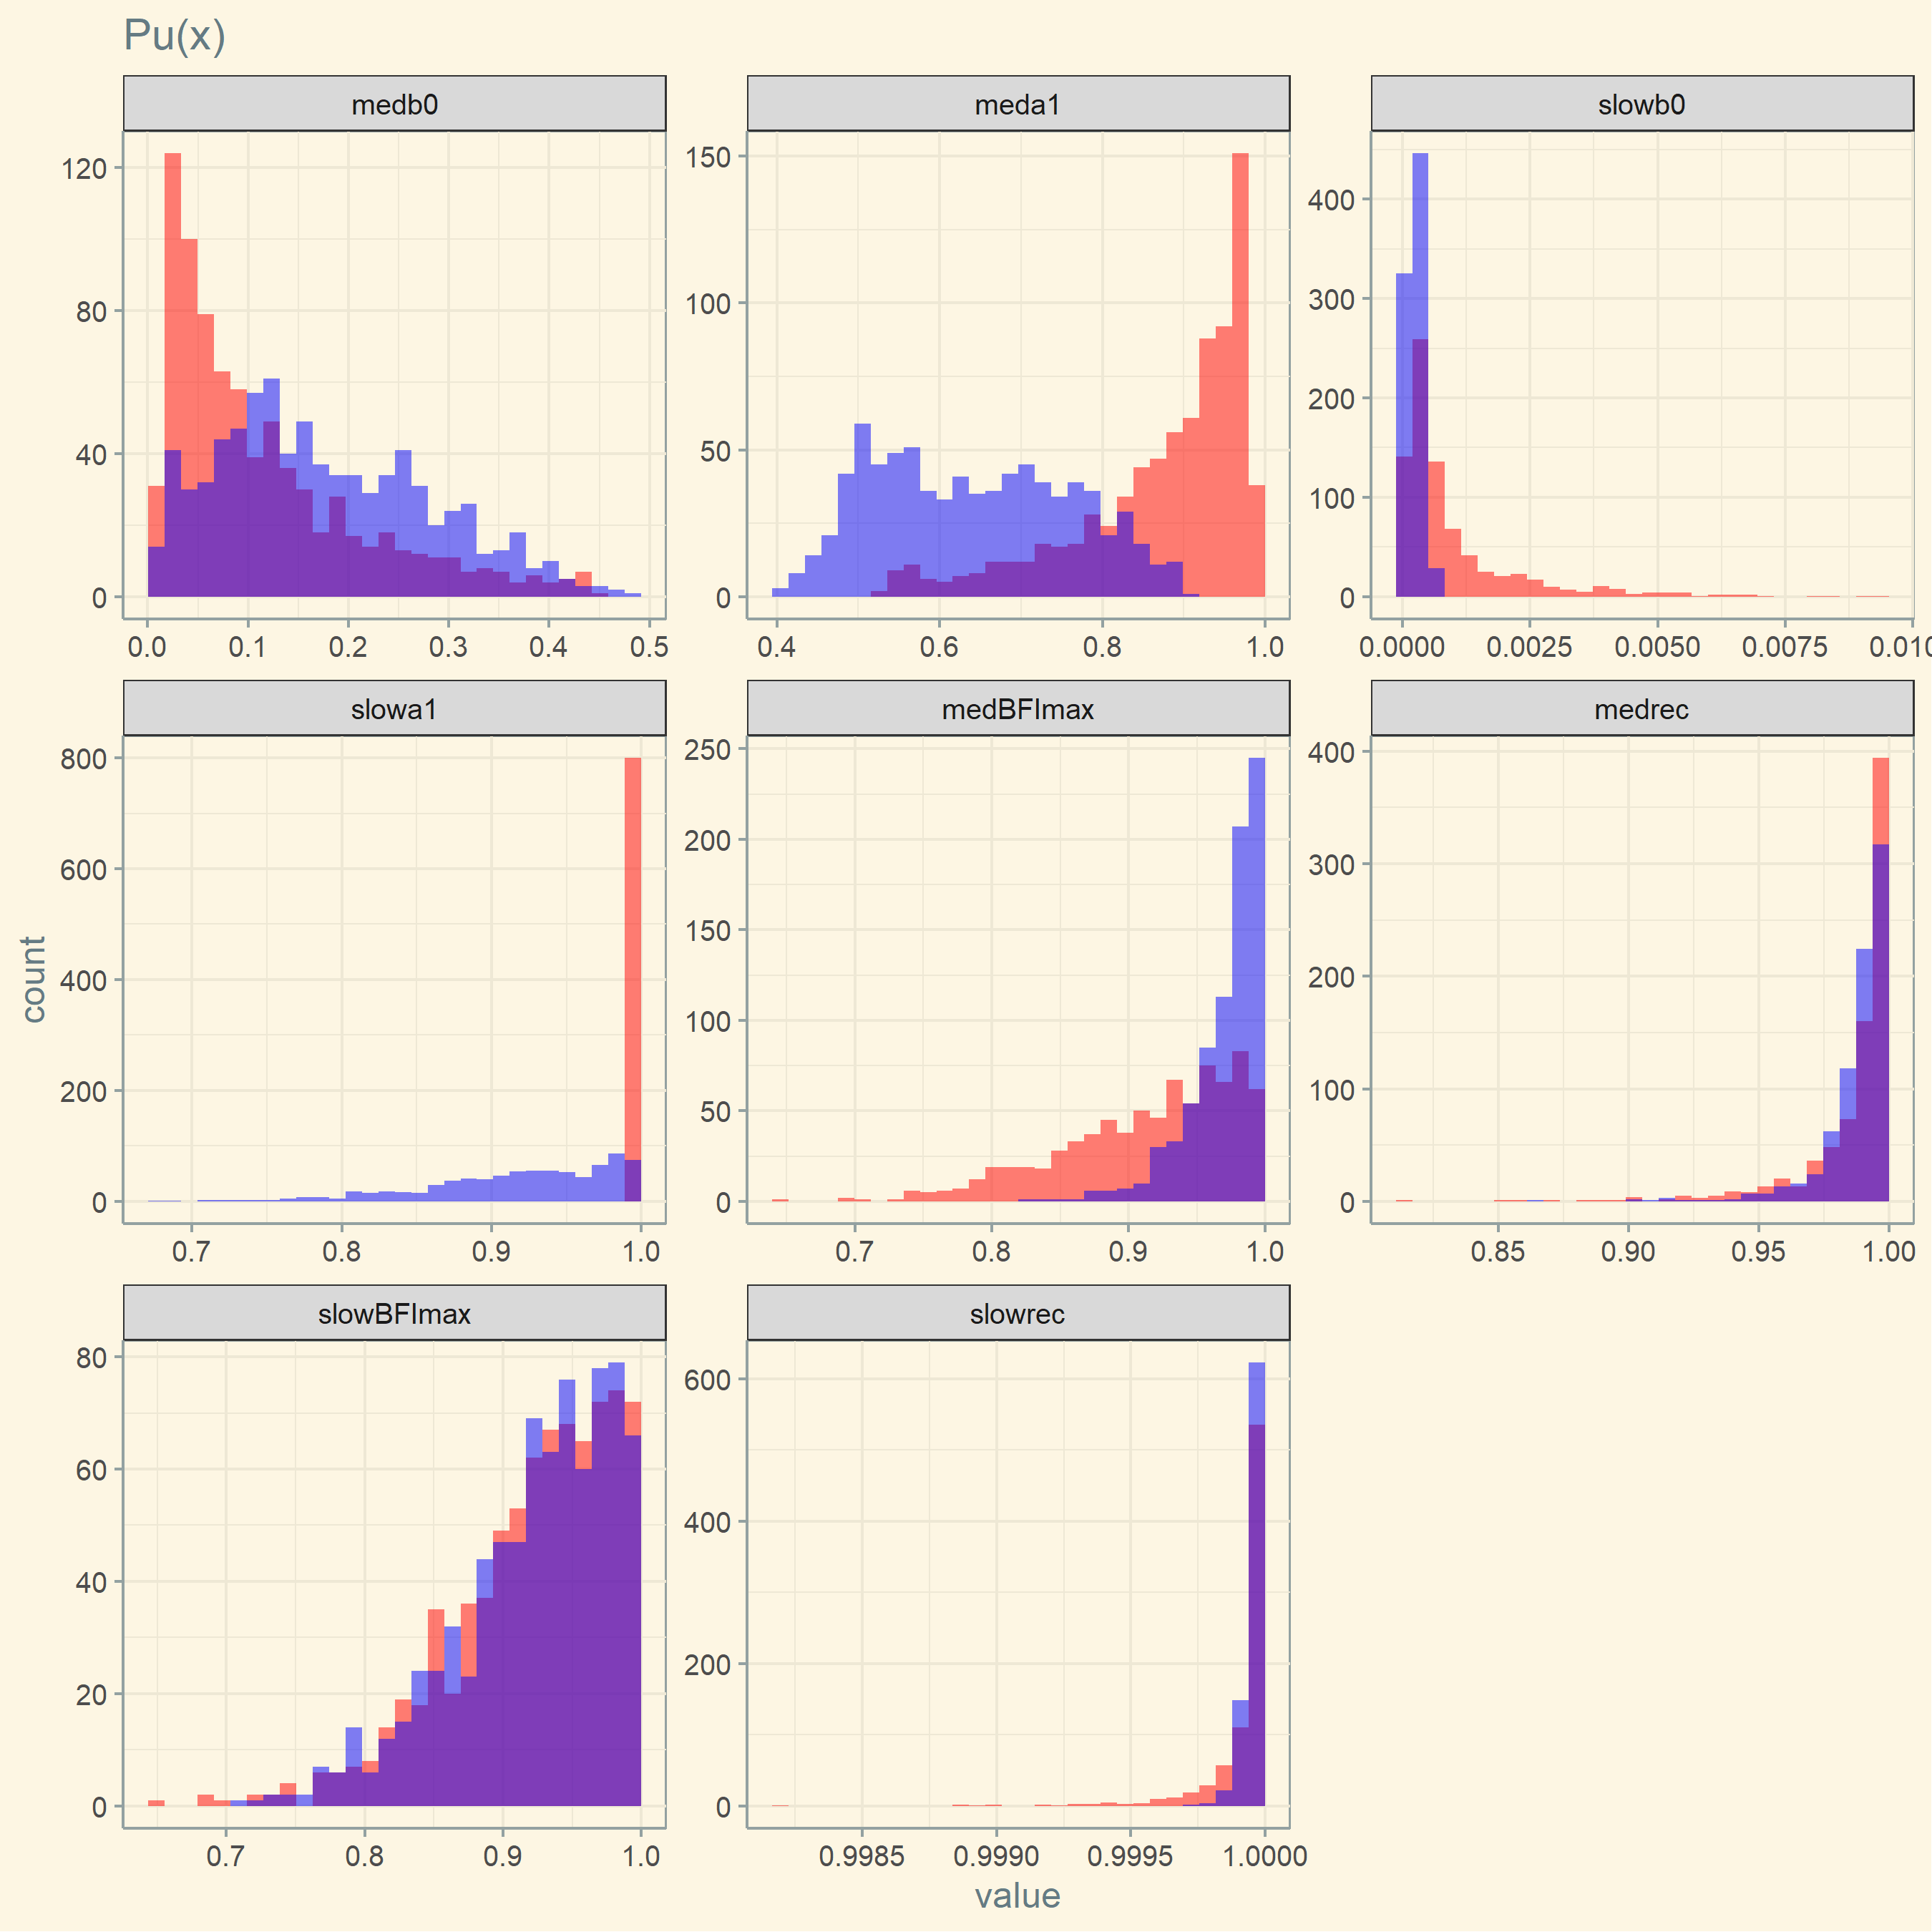 Pu(x)
medb0 meda1 slowb0
120
80
40
0
150
100
50
0
400
300
200
100
0
0.0 0.1 0.2 0.3 0.4 0.5
0.4 0.6 0.8 1.0
0.0000 0.0025 0.0050 0.0075 0.010
slowa1 medBFImax medrec
800
600
400
200
0
250
200
150
100
50
0
400
300
200
100
0
0.7 0.8 0.9 1.0
0.7 0.8 0.9 1.0
0.85 0.90 0.95 1.00
slowBFImax slowrec
80
60
40
20
0
600
400
200
0
0.7 0.8 0.9 1.0
0.9985 0.9990 0.9995 1.0000
count
value